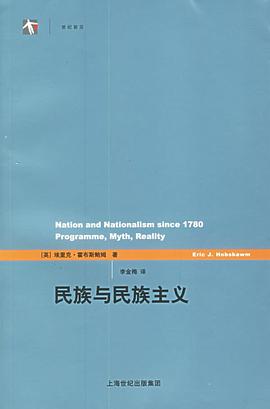 世纪前沿
Nation and Nationalism since 1780
Programme, Myth, Reality
[英] 埃里克·霍布斯鲍姆 著
Eric J. Hobsbawm
李金梅 译
民族与民族主义
上海世纪出版集团